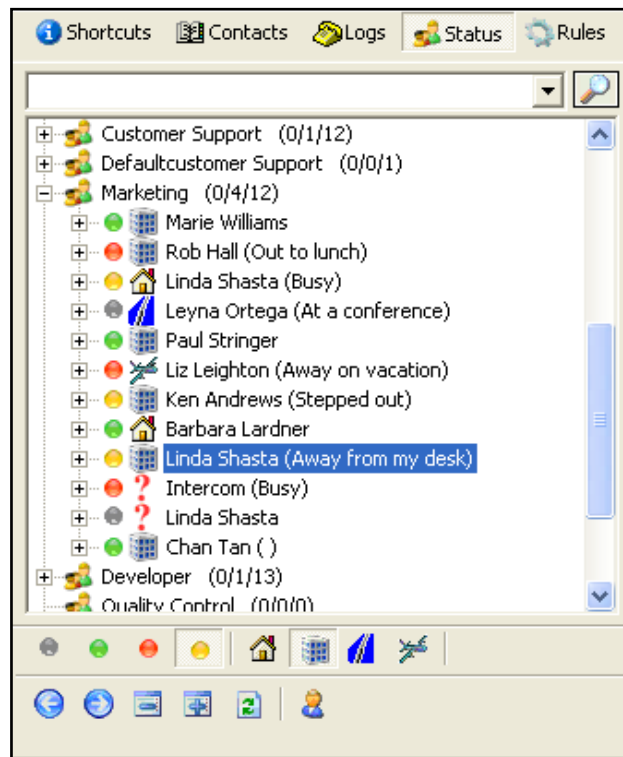 Shortcuts Contacts Logs Status Rules
Customer Support (0/1/12)
Defaultcustomer Support (0/0/1)
Marketing (0/4/12)
Marie Williams
Rob Hall (Out to lunch)
Linda Shasta (Busy)
Leyna Ortega (At a conference)
Paul Stringer
Liz Leighton (Away on vacation)
Ken Andrews (Stepped out)
Barbara Lardner
Linda Shasta (Away from my desk)
? Intercom (Busy)
? Linda Shasta
Chan Tan ( )
Developer (0/1/13)
Quality Control (0/0/0)